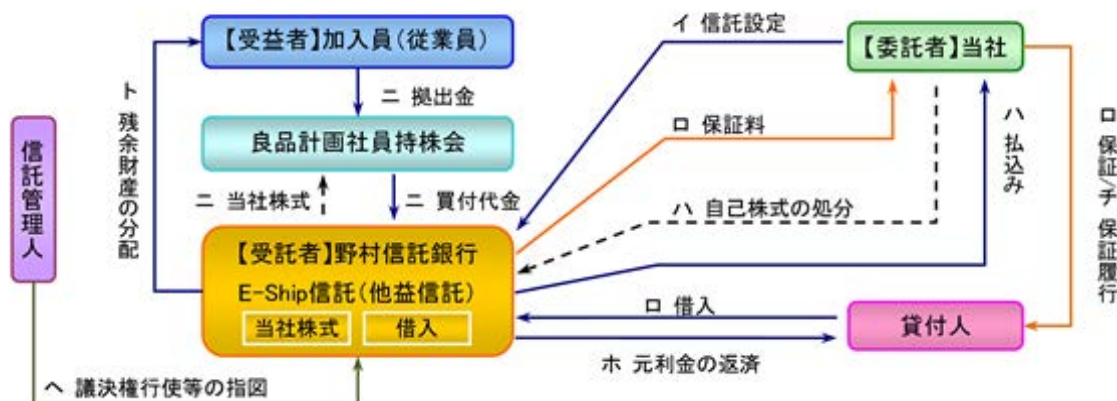 【受益者】加入員(従業員)
イ 信託設定
【委託者】当社
ニ 拠出金
ト 残余財産の分配
ロ 保証料
ハ 払込み
ロ 保証/チ 保証履行
信託管理人
良品計画社員持株会
ニ 当社株式
ニ 買付代金
ハ 自己株式の処分
【受託者】野村信託銀行
E-Ship信託(他益信託)
当社株式
借入
ロ 借入
貸付人
ホ 元利金の返済
ヘ 議決権行使等の指図